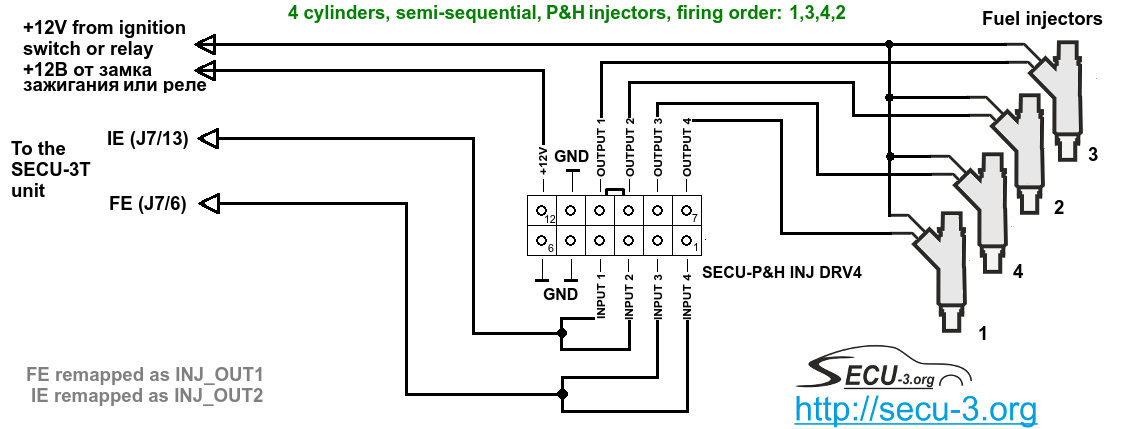 4 cylinders, semi-sequential, P&H injectors, firing order: 1,3,4,2
+12V from ignition
switch or relay
+12В от замка
зажигания или реле
Fuel injectors
To the
SECU-3T
unit
IE (J7/13)
FE (J7/6)
+12V
GND
OUTPUT 1
OUTPUT 2
OUTPUT 3
OUTPUT 4
12
7
6
1
GND
INPUT 1
INPUT 2
INPUT 3
INPUT 4
SECU-P&H INJ DRV4
3
2
4
1
FE remapped as INJ_OUT1
IE remapped as INJ_OUT2
SECU-3.org
http://secu-3.org